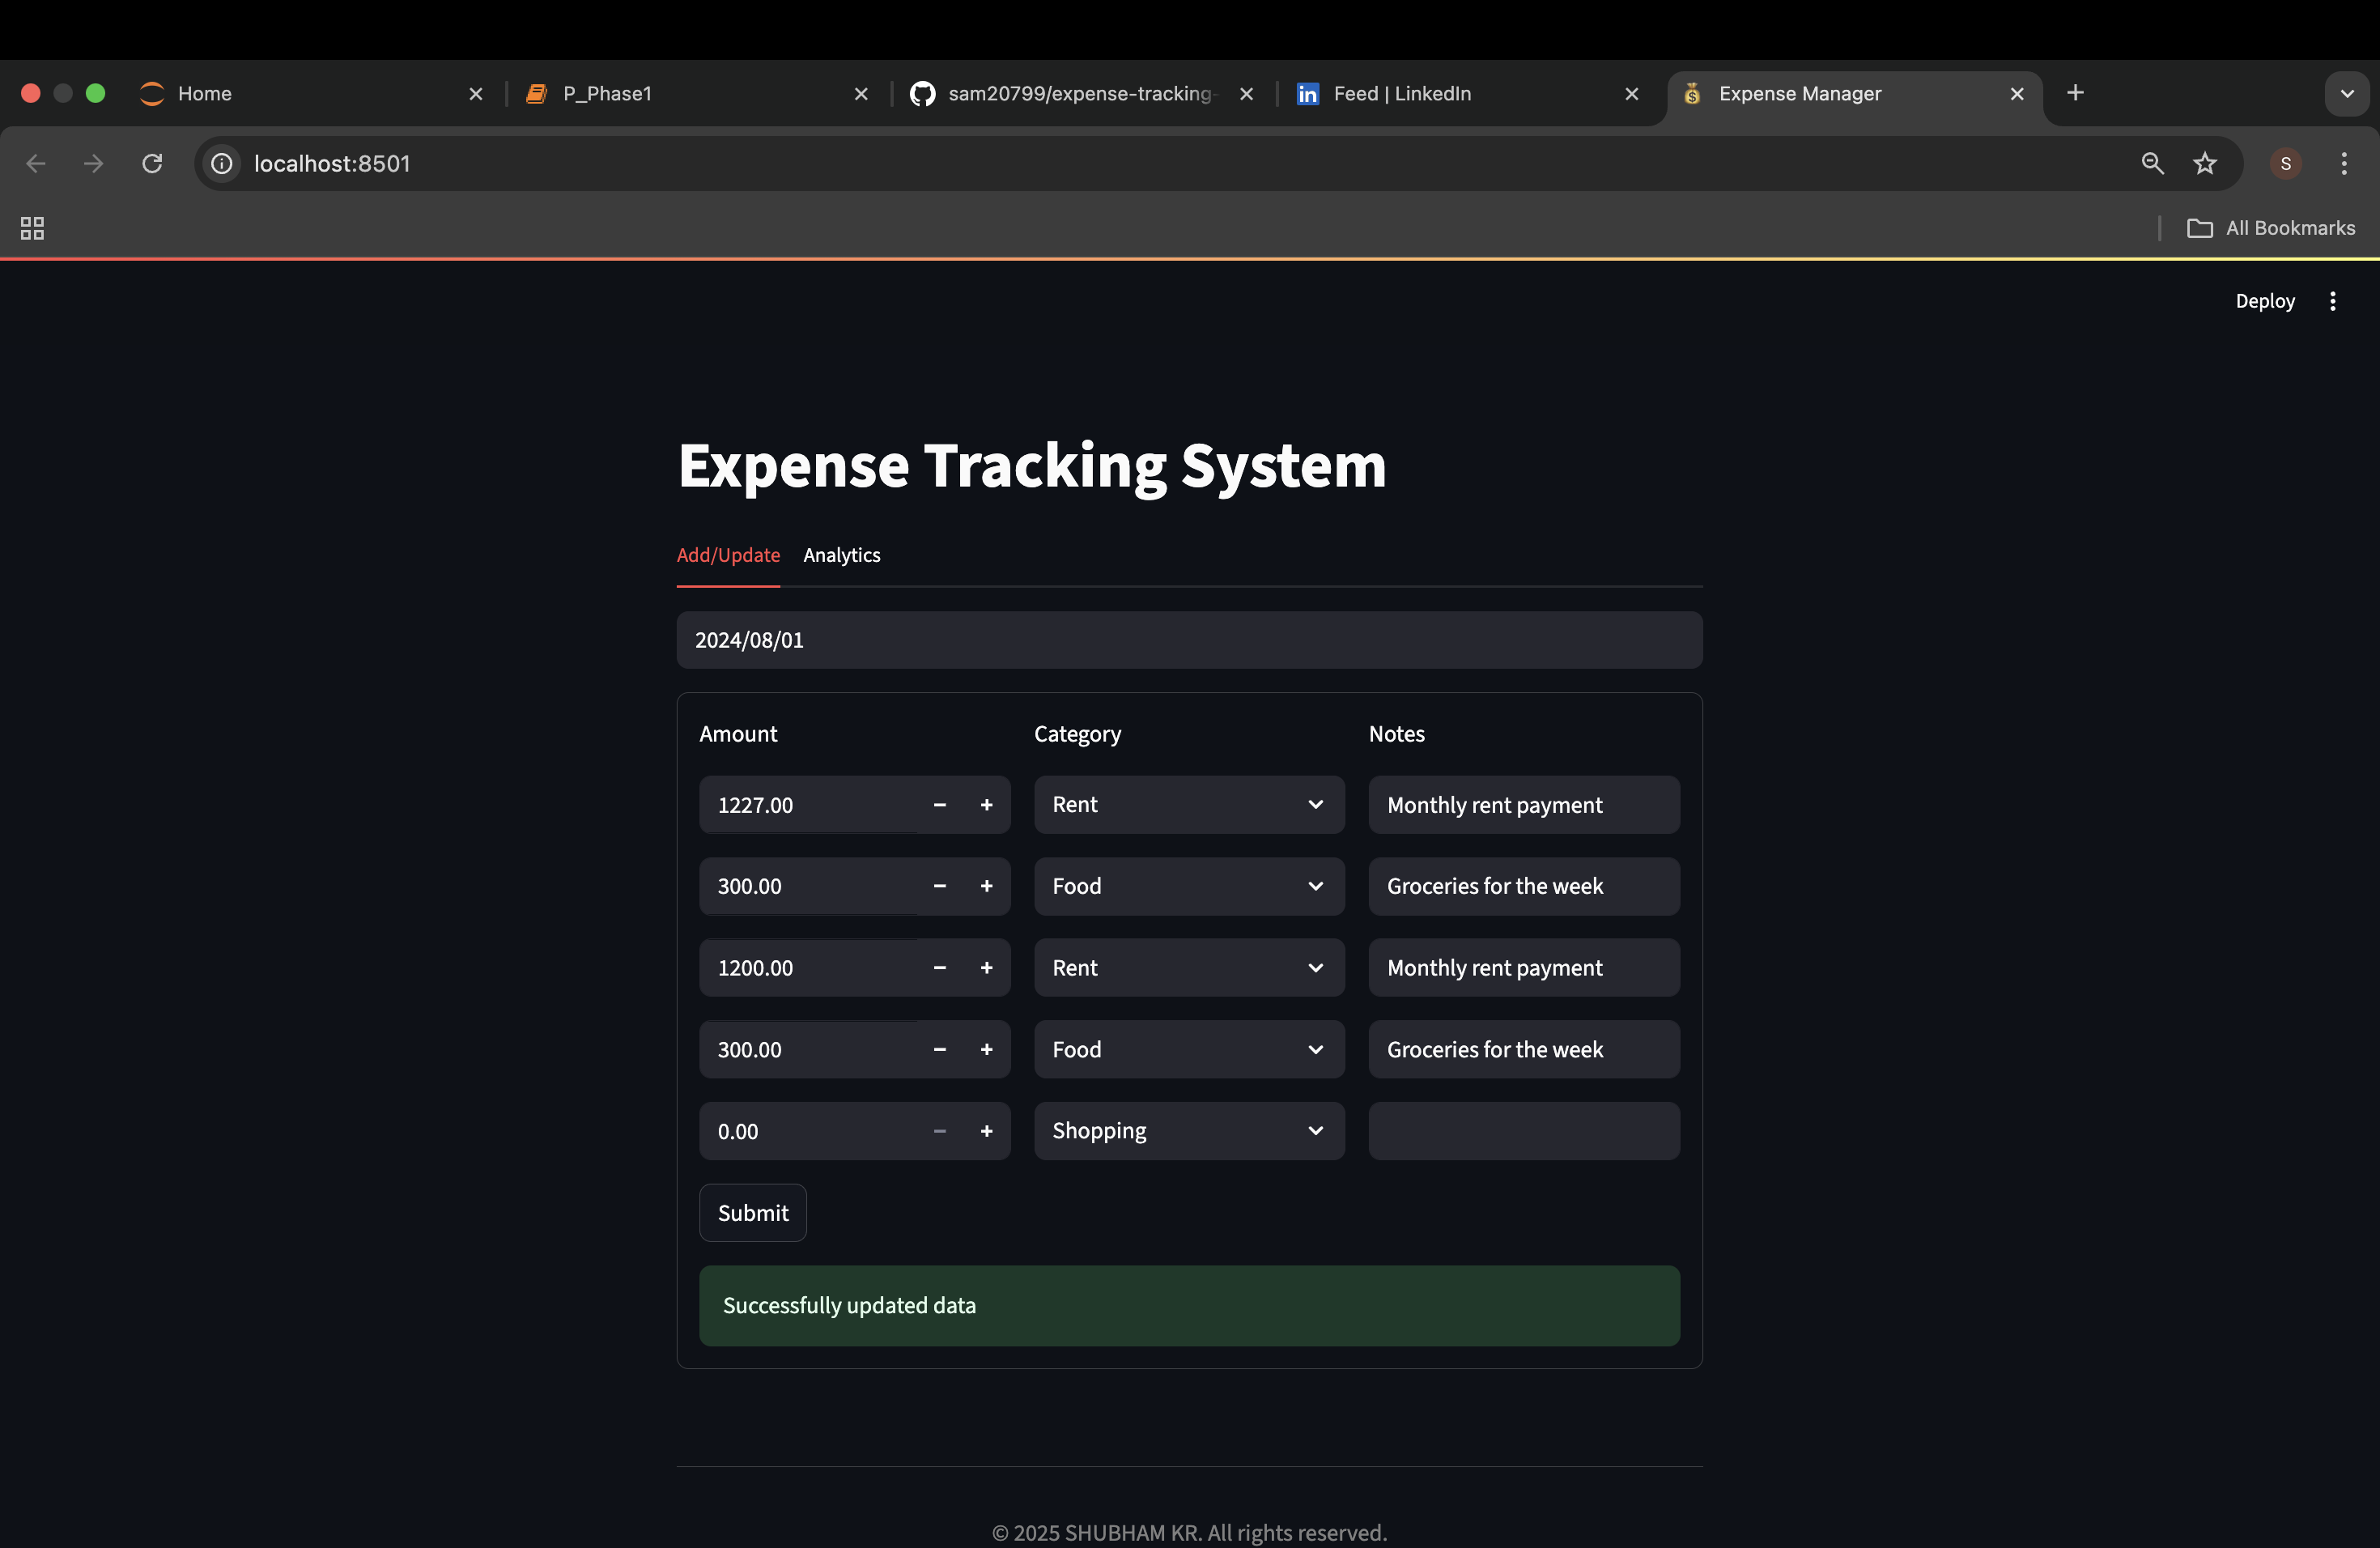 Home
P_Phase1
sam20799/expense-tracking-
Feed | LinkedIn
Expense Manager
localhost:8501
S
All Bookmarks
Deploy
Expense Tracking System
Add/Update Analytics
2024/08/01
Amount Category Notes
1227.00 Rent Monthly rent payment
300.00 Food Groceries for the week
1200.00 Rent Monthly rent payment
300.00 Food Groceries for the week
0.00 Shopping
Submit
Successfully updated data
© 2025 SHUBHAM KR. All rights reserved.